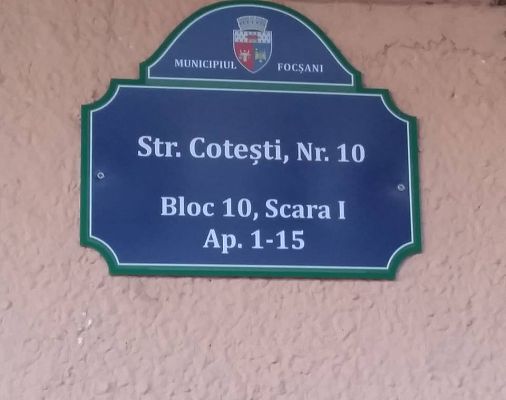 MUNICIPIUL FOCȘANI
Str. Cotești, Nr. 10
Bloc 10, Scara I
Ap. 1-15